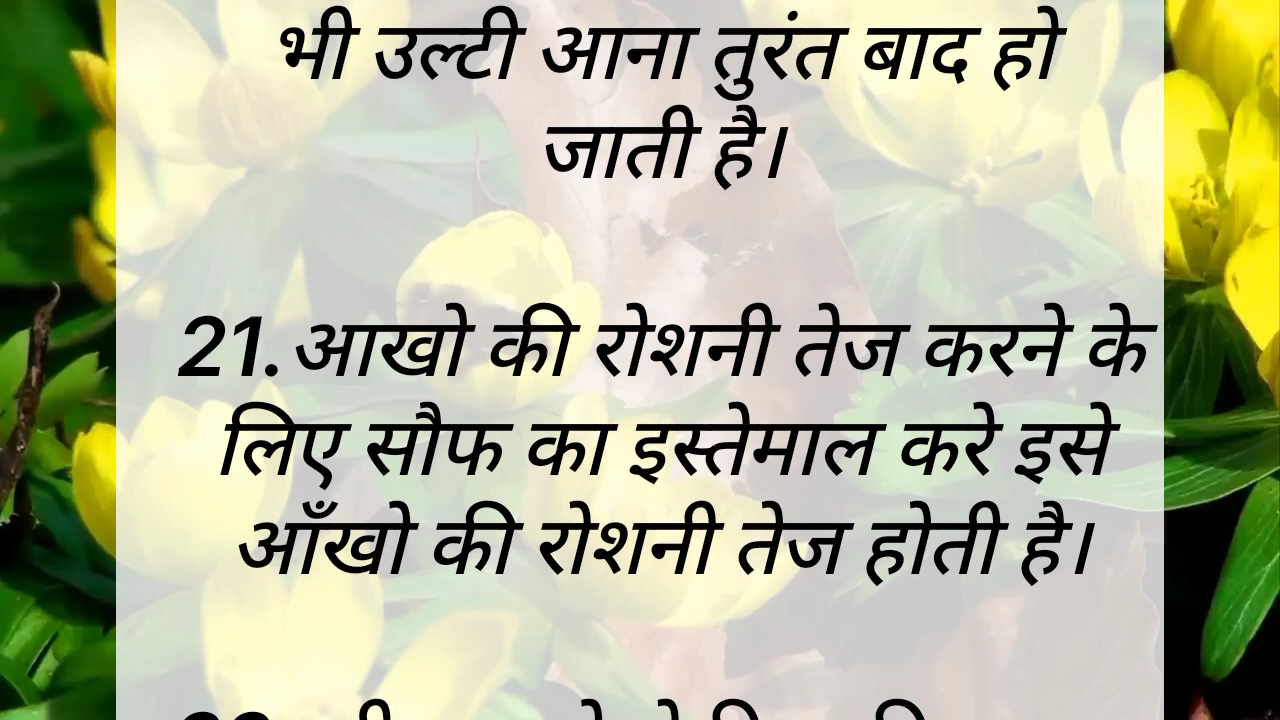 भी उल्टी आना तुरंत बाद हो
जाती है।
21.आखो की रोशनी तेज करने के
लिए सौफ का इस्तेमाल करे इसे
आँखो की रोशनी तेज होती है।